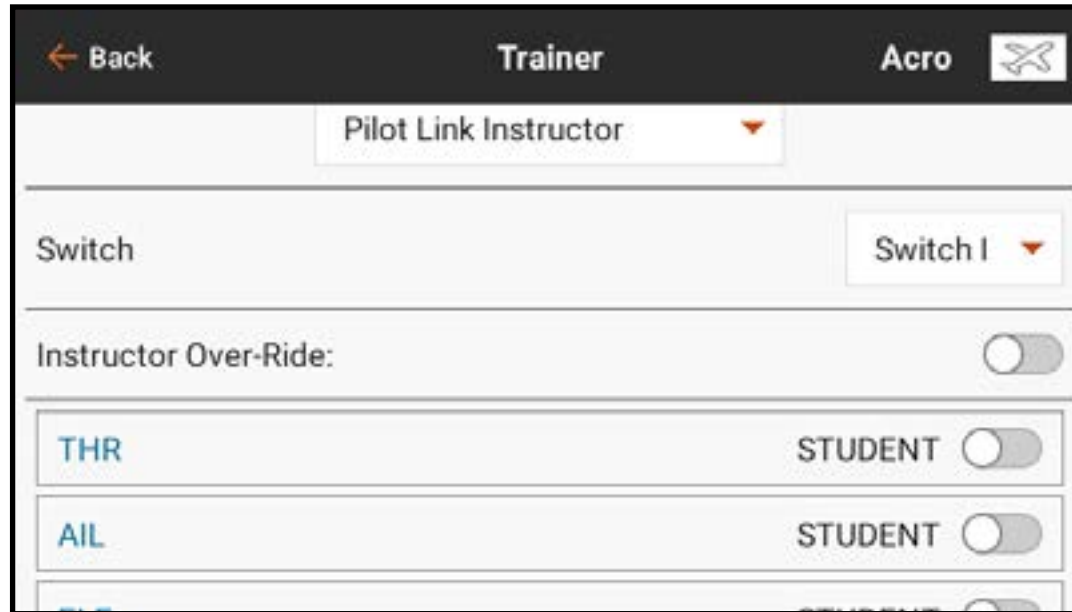 Back Trainer Acro
Pilot Link Instructor
Switch Switch I
Instructor Over-Ride:
THR STUDENT
AIL STUDENT